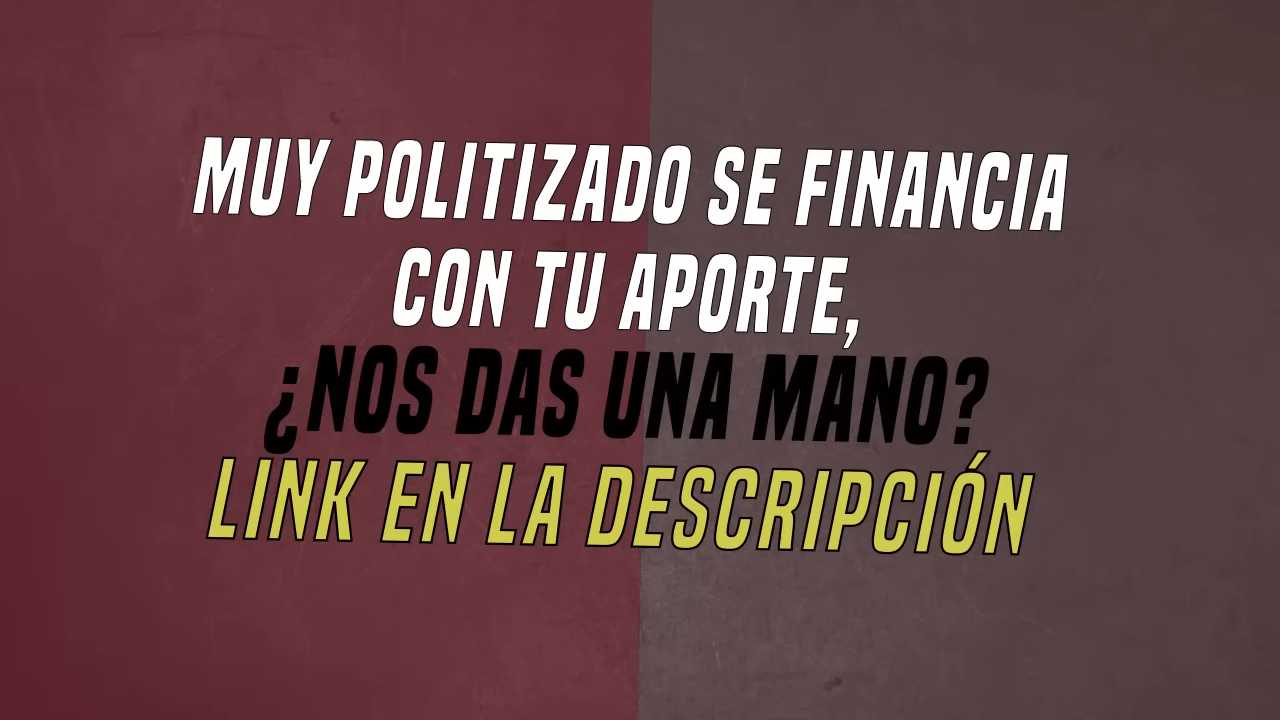 MUY POLITIZADO SE FINANCIA
CON TU APORTE,
¿NOS DAS UNA MANO?
LINK EN LA DESCRIPCIÓN